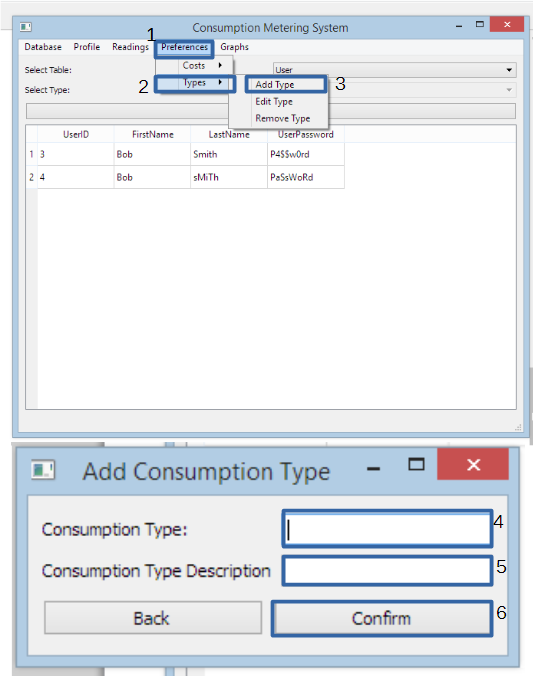 Consumption Metering System
1
Database Profile Readings Preferences Graphs
Select Table: Costs User
2 Types Add Type 3
Select Type: Edit Type
Remove Type
UserID FirstName LastName UserPassword
1 3 Bob Smith P4$$w0rd
2 4 Bob sMiTh PaSsWoRd
Add Consumption Type
Consumption Type: 4
Consumption Type Description 5
Back Confirm 6